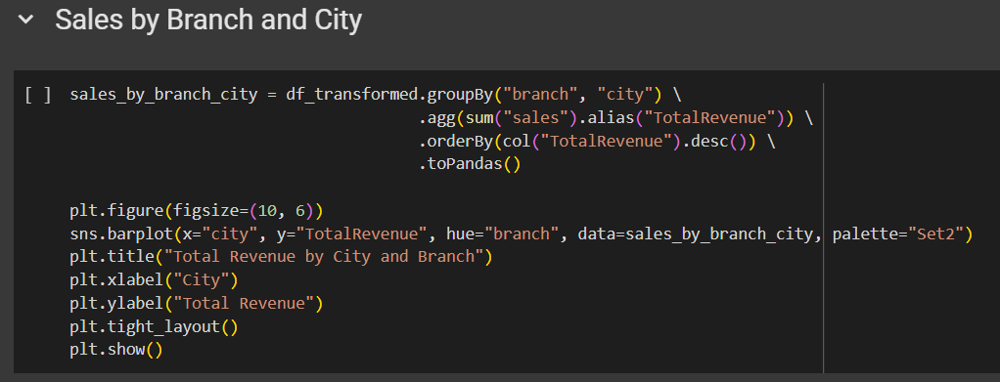 Sales by Branch and City
[ ] sales_by_branch_city = df_transformed.groupBy("branch", "city") \
.agg(sum("sales").alias("TotalRevenue")) \
.orderBy(col("TotalRevenue").desc()) \
.toPandas()
plt.figure(figsize=(10, 6))
sns.barplot(x="city", y="TotalRevenue", hue="branch", data=sales_by_branch_city, palette="Set2")
plt.title("Total Revenue by City and Branch")
plt.xlabel("City")
plt.ylabel("Total Revenue")
plt.tight_layout()
plt.show()